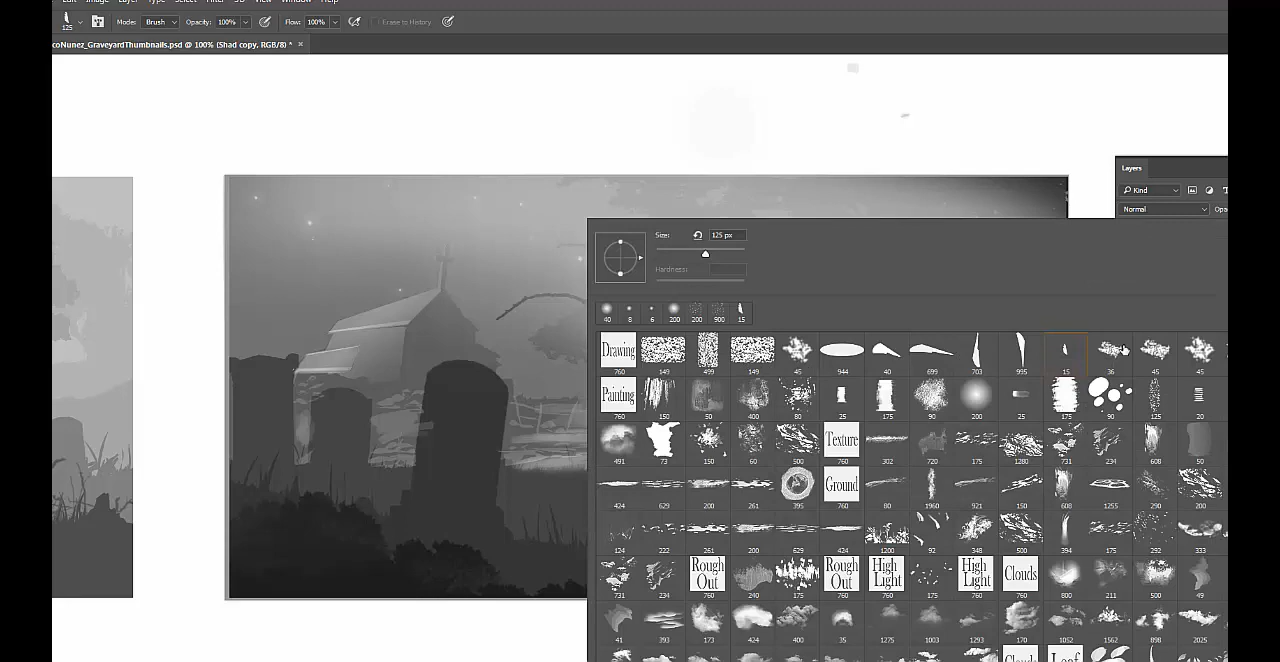 Edit Image Layer Type Select Filter 3D View Window Help
125 Mode: Brush Opacity: 100% Flow: 100% Erase to History
coNunez_GraveyardThumbnails.psd @ 100% (Shad copy, RGB/8) * ×
Layers
Kind
Normal Opa
Size: 125 px
Hardness:
40 8 6 200 200 900 15
Drawing
760 149 499 149 45 944 40 699 703 995 15 36 45 45
Painting
760 150 50 400 80 25 175 90 200 25 175 90 125 20
Texture
491 73 150 60 500 760 302 720 175 1280 731 234 608 50
Ground
424 629 200 261 395 760 80 1960 921 150 608 1255 290 200
124 222 261 200 629 424 1200 92 348 500 394 175 292 333
Rough Out Rough Out High Light High Light Clouds
731 234 760 240 175 760 760 175 760 760 800 211 500 49
41 393 173 424 400 35 1275 1003 1293 170 1052 1562 898 2025
Clouds Leaf